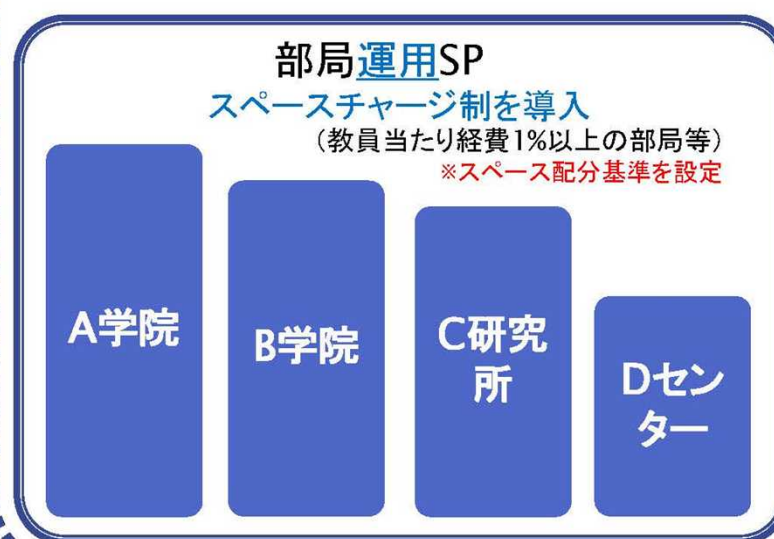 部局運用SP
スペースチャージ制を導入
（教員当たり経費1%以上の部局等）
※スペース配分基準を設定
A学院
B学院
C研究
所
Dセン
ター